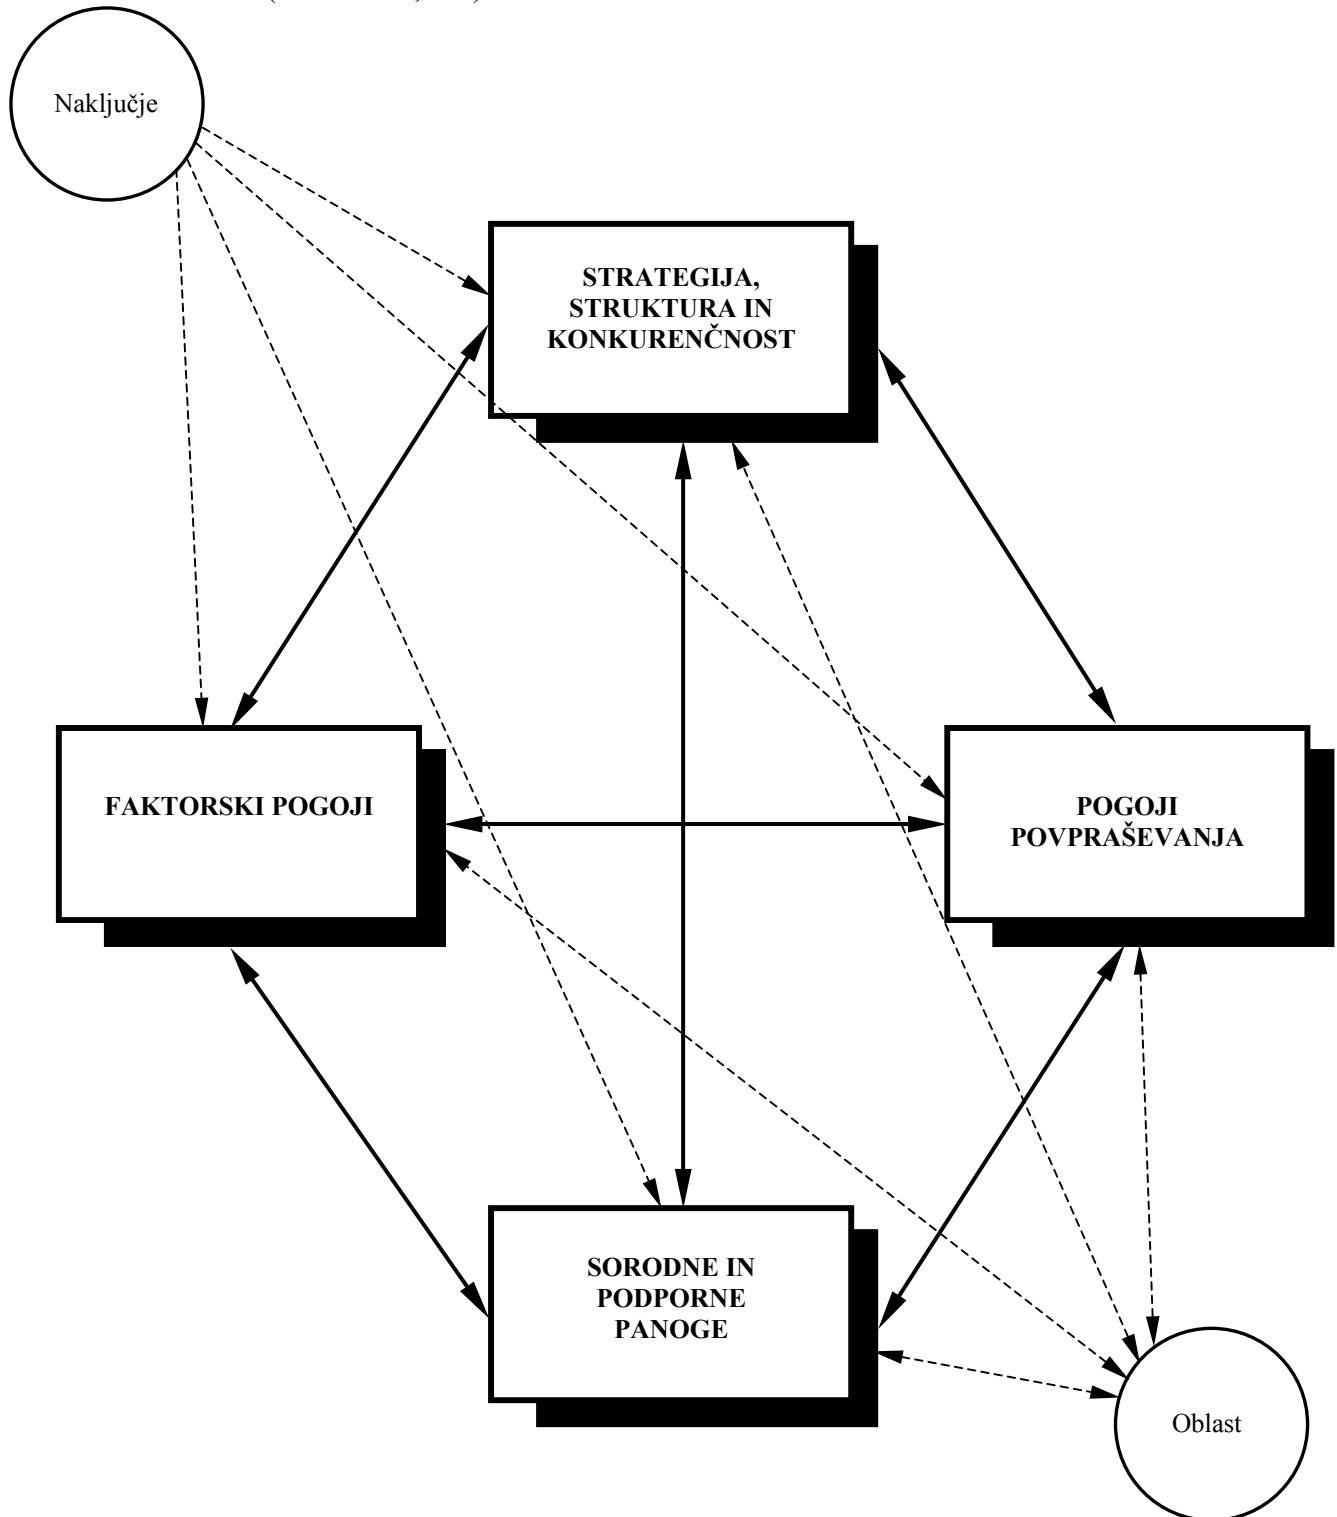 Naključje
STRATEGIJA,
STRUKTURA IN
KONKURENČNOST
FAKTORSKI POGOJI
POGOJI
POVPRAŠEVANJA
SORODNE IN
PODPORNE
PANOGE
Oblast